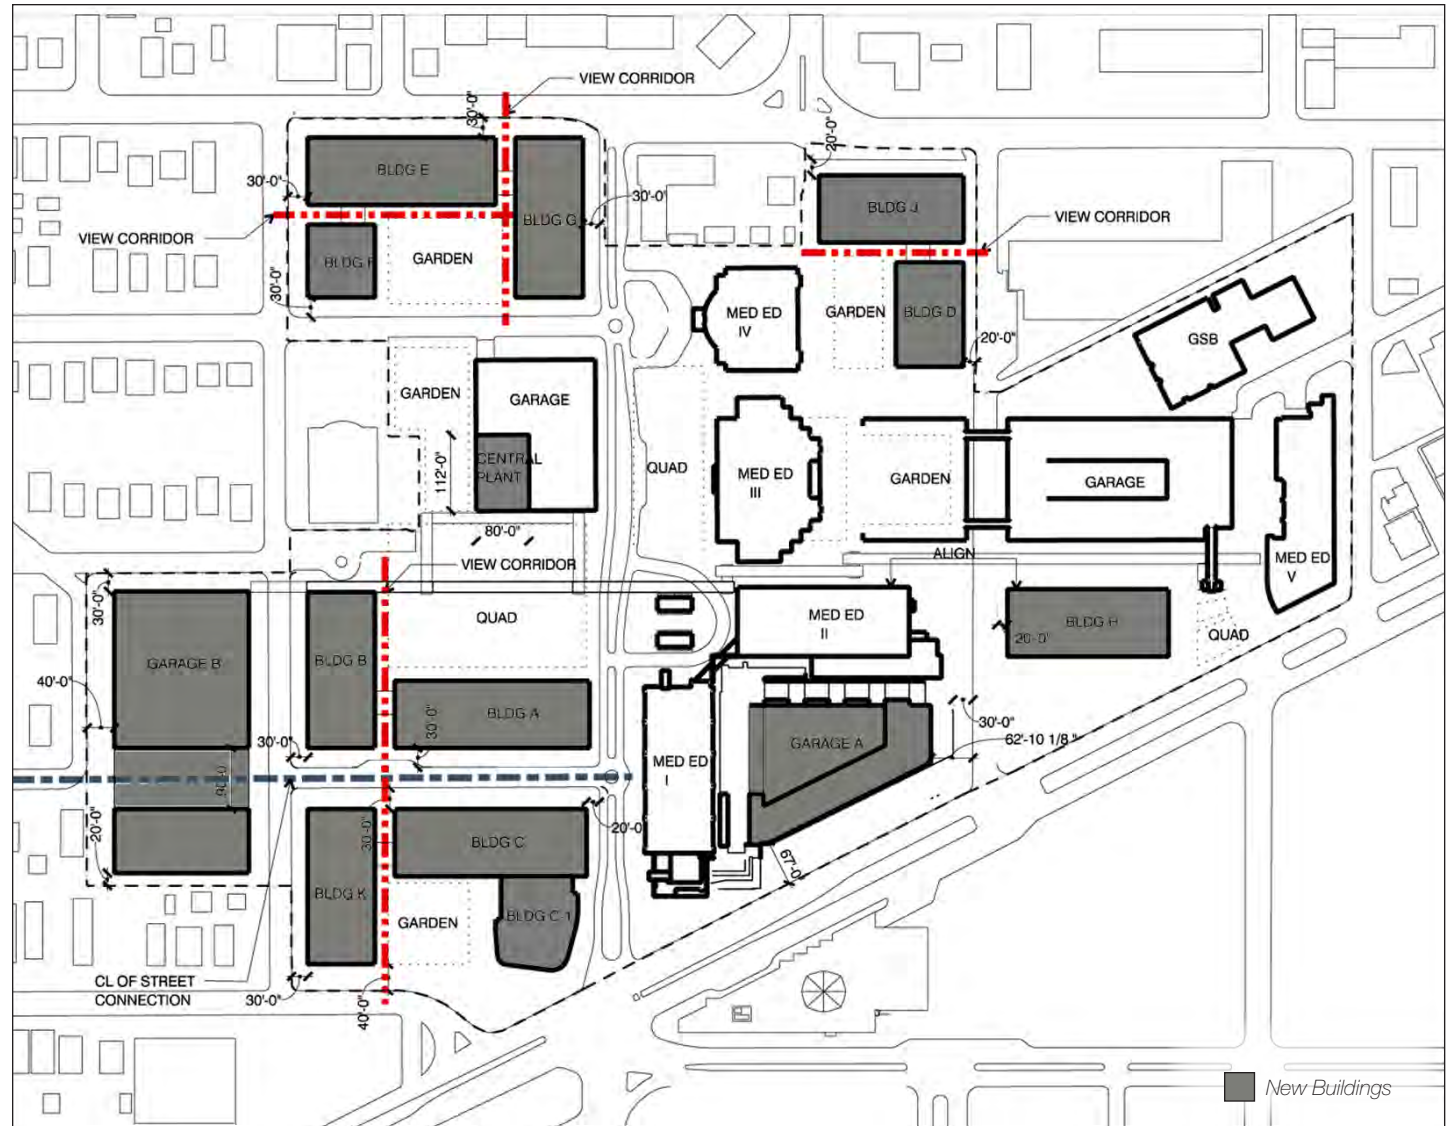 VIEW CORRIDOR
30'-0"
20'-0"
BLDG E
30'-0"
30'-0"
BLDG J
BLDG G
VIEW CORRIDOR
VIEW CORRIDOR
GARDEN
30'-0"
MED ED
IV
GARDEN
BLDG D
20'-0"
GSB
GARDEN
GARAGE
112'-0"
CENTRAL
PLANT
QUAD
MED ED
III
GARDEN
GARAGE
80'-0"
VIEW CORRIDOR
ALIGN
MED ED
V
30'-0"
QUAD
MED ED
II
20'-0"
QUAD
GARAGE B
BLDG B
40'-0"
BLDG A
30'-0"
30'-0"
30'-0"
62'-10 1/8"
GARAGE A
MED ED
I
20'-0"
30'-0"
20'-0"
BLDG C
67'-0"
BLDG K
GARDEN
BLDG C 1
CL OF STREET
CONNECTION
30'-0"
40'-0"
New Buildings